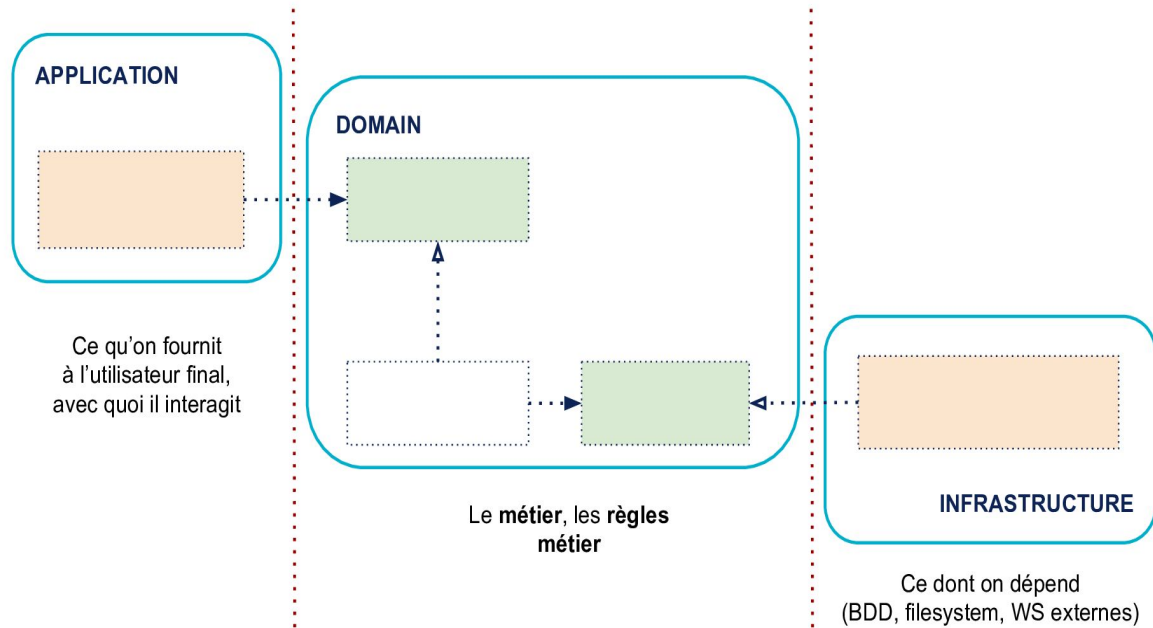 APPLICATION
Ce qu’on fournit
à l’utilisateur final,
avec quoi il interagit
DOMAIN
Le métier, les règles
métier
INFRASTRUCTURE
Ce dont on dépend
(BDD, filesystem, WS externes)